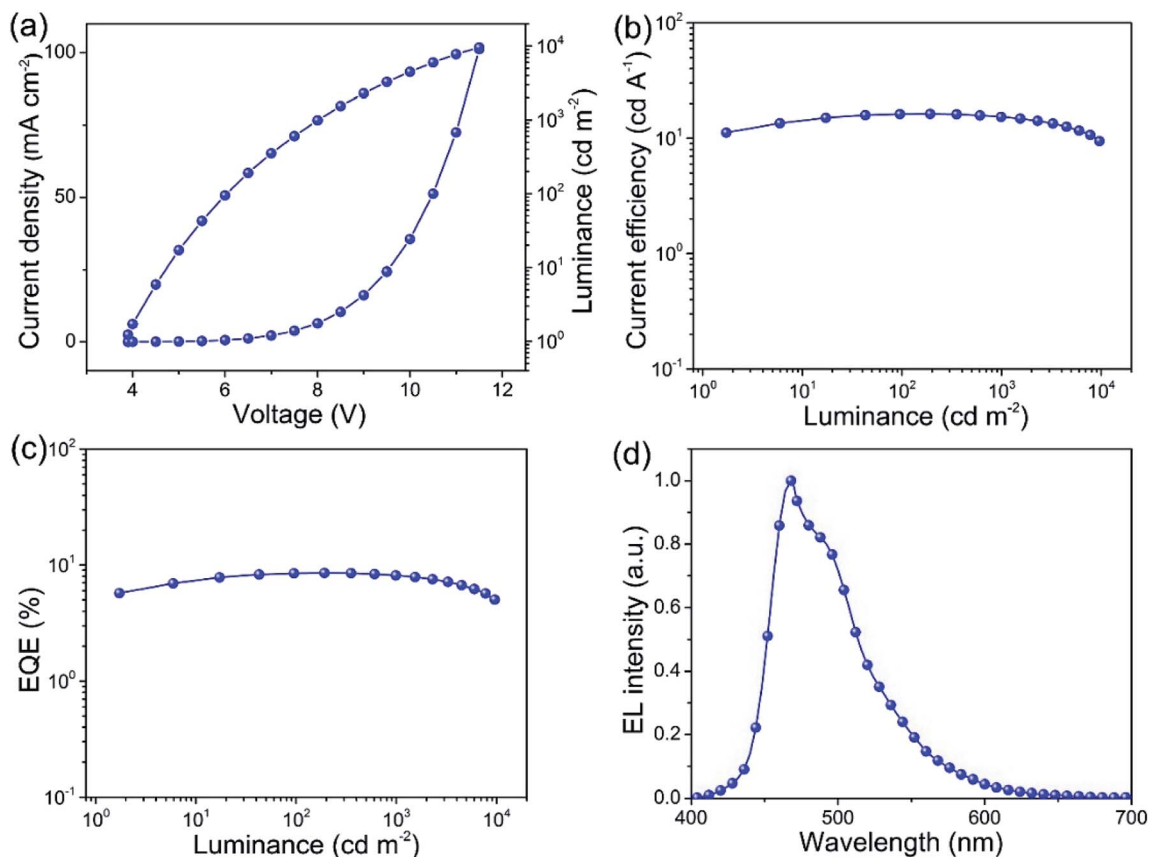 (a)
Current density (mA cm⁻²)
100
50
0
4 6 8 10 12
Voltage (V)
10⁴
10³
10²
10¹
10⁰
Luminance (cd m⁻²)
(b)
Current efficiency (cd A⁻¹)
10²
10¹
10⁰
10⁻¹
10⁰ 10¹ 10² 10³ 10⁴
Luminance (cd m⁻²)
(c)
EQE (%)
10²
10¹
10⁰
10⁻¹
10⁰ 10¹ 10² 10³ 10⁴
Luminance (cd m⁻²)
(d)
EL intensity (a.u.)
1.0
0.8
0.6
0.4
0.2
0.0
400 500 600 700
Wavelength (nm)